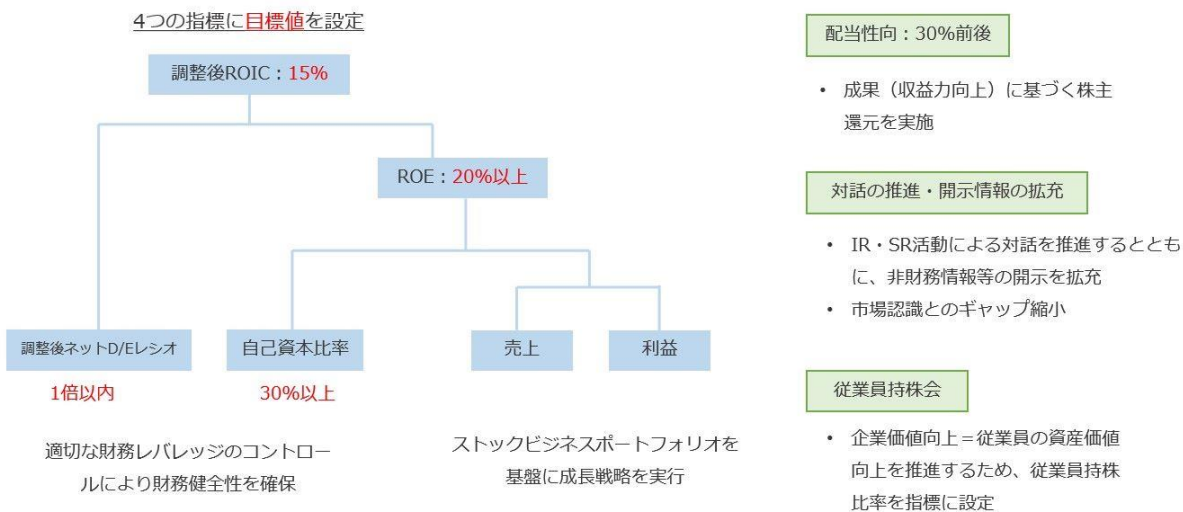 4つの指標に目標値を設定
調整後ROIC：15%
ROE：20%以上
調整後ネットD/Eレシオ
自己資本比率
売上
利益
1倍以内
30%以上
適切な財務レバレッジのコントロー
ルにより財務健全性を確保
ストックビジネスポートフォリオを
基盤に成長戦略を実行
配当性向：30%前後
• 成果（収益力向上）に基づく株主
還元を実施
対話の推進・開示情報の拡充
• IR・SR活動による対話を推進するととも
に、非財務情報等の開示を拡充
• 市場認識とのギャップ縮小
従業員持株会
• 企業価値向上＝従業員の資産価値
向上を推進するため、従業員持株
比率を指標に設定